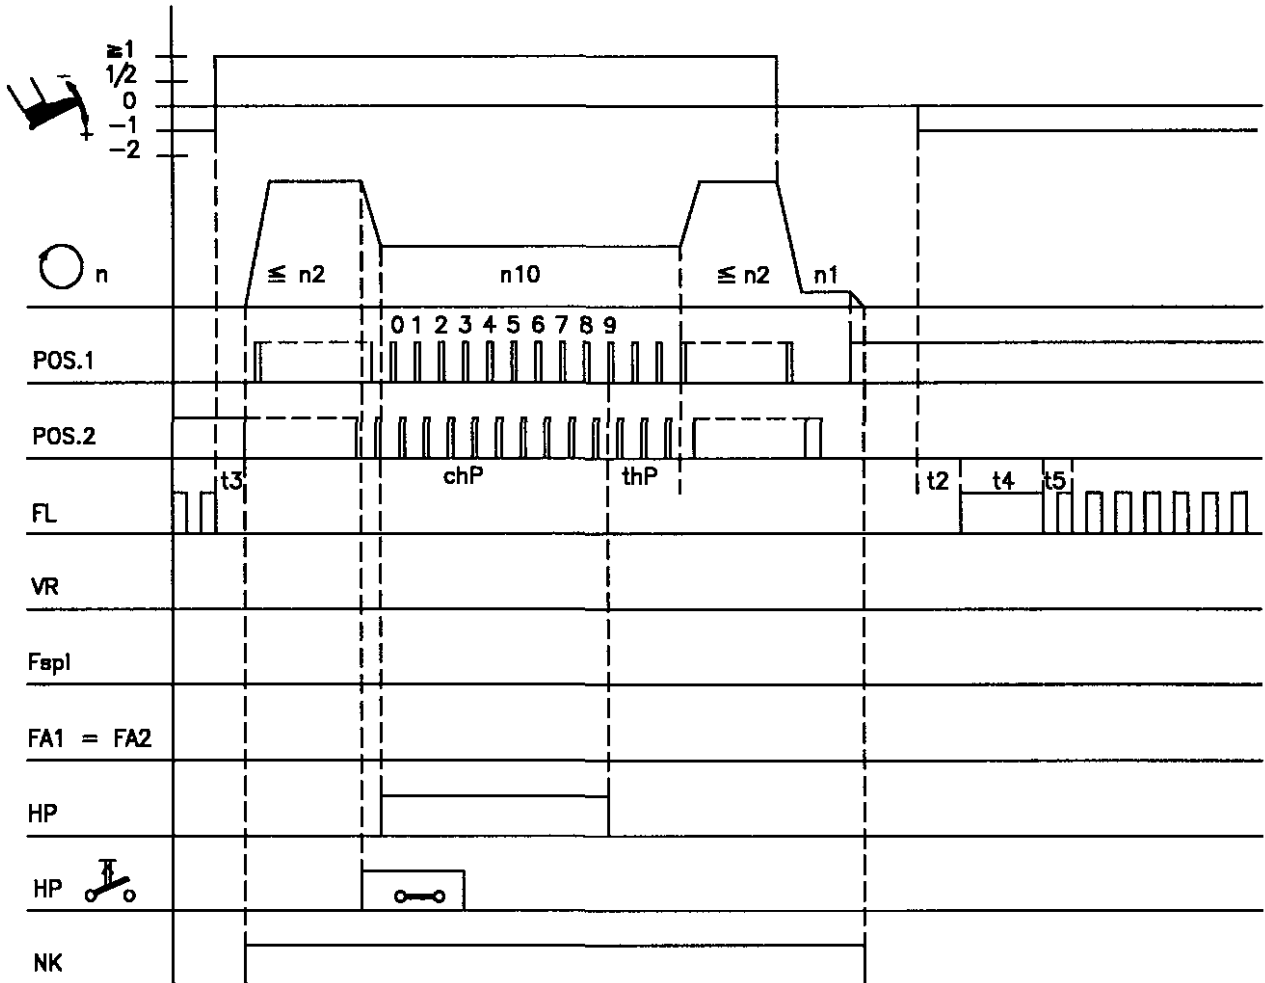 ≧1
1/2
0
−1
−2
−
+
n
≦ n2
n10
≦ n2
n1
0 1 2 3 4 5 6 7 8 9
POS.1
POS.2
chP
thP
t3
t2
t4
t5
FL
VR
Fspl
FA1 = FA2
HP
HP
NK